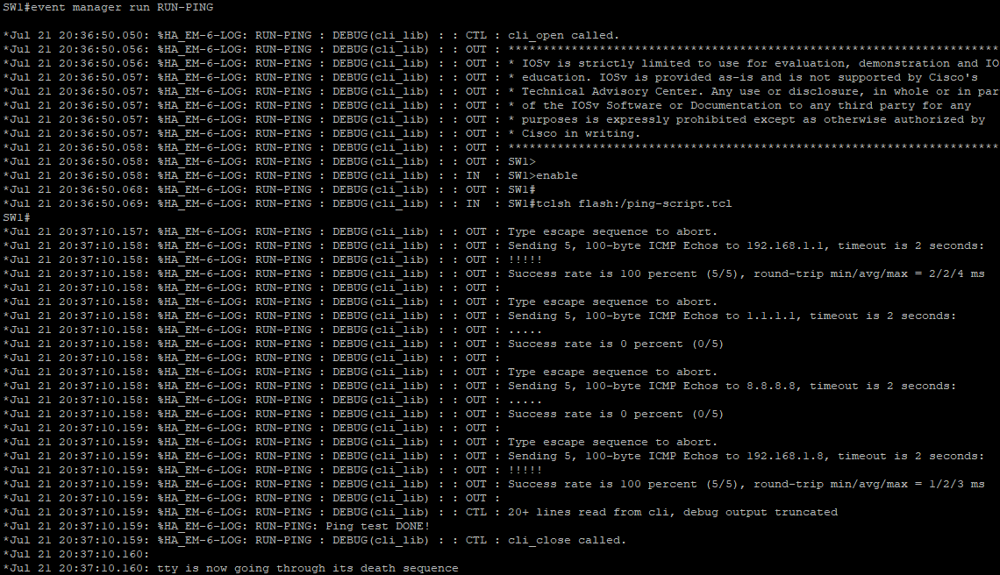 SW1#event manager run RUN-PING
*Jul 21 20:36:50.050: %HA_EM-6-LOG: RUN-PING : DEBUG(cli_lib) : : CTL : cli_open called.
*Jul 21 20:36:50.056: %HA_EM-6-LOG: RUN-PING : DEBUG(cli_lib) : : OUT : **********************************************************************
*Jul 21 20:36:50.056: %HA_EM-6-LOG: RUN-PING : DEBUG(cli_lib) : : OUT : * IOSv is strictly limited to use for evaluation, demonstration and IO
*Jul 21 20:36:50.057: %HA_EM-6-LOG: RUN-PING : DEBUG(cli_lib) : : OUT : * education. IOSv is provided as-is and is not supported by Cisco's
*Jul 21 20:36:50.057: %HA_EM-6-LOG: RUN-PING : DEBUG(cli_lib) : : OUT : * Technical Advisory Center. Any use or disclosure, in whole or in par
*Jul 21 20:36:50.057: %HA_EM-6-LOG: RUN-PING : DEBUG(cli_lib) : : OUT : * of the IOSv Software or Documentation to any third party for any
*Jul 21 20:36:50.057: %HA_EM-6-LOG: RUN-PING : DEBUG(cli_lib) : : OUT : * purposes is expressly prohibited except as otherwise authorized by
*Jul 21 20:36:50.057: %HA_EM-6-LOG: RUN-PING : DEBUG(cli_lib) : : OUT : * Cisco in writing.
*Jul 21 20:36:50.058: %HA_EM-6-LOG: RUN-PING : DEBUG(cli_lib) : : OUT : **********************************************************************
*Jul 21 20:36:50.058: %HA_EM-6-LOG: RUN-PING : DEBUG(cli_lib) : : OUT : SW1>
*Jul 21 20:36:50.058: %HA_EM-6-LOG: RUN-PING : DEBUG(cli_lib) : : IN  : SW1>enable
*Jul 21 20:36:50.068: %HA_EM-6-LOG: RUN-PING : DEBUG(cli_lib) : : OUT : SW1#
*Jul 21 20:36:50.069: %HA_EM-6-LOG: RUN-PING : DEBUG(cli_lib) : : IN  : SW1#tclsh flash:/ping-script.tcl
SW1#
*Jul 21 20:37:10.157: %HA_EM-6-LOG: RUN-PING : DEBUG(cli_lib) : : OUT : Type escape sequence to abort.
*Jul 21 20:37:10.158: %HA_EM-6-LOG: RUN-PING : DEBUG(cli_lib) : : OUT : Sending 5, 100-byte ICMP Echos to 192.168.1.1, timeout is 2 seconds:
*Jul 21 20:37:10.158: %HA_EM-6-LOG: RUN-PING : DEBUG(cli_lib) : : OUT : !!!!!
*Jul 21 20:37:10.158: %HA_EM-6-LOG: RUN-PING : DEBUG(cli_lib) : : OUT : Success rate is 100 percent (5/5), round-trip min/avg/max = 2/2/4 ms
*Jul 21 20:37:10.158: %HA_EM-6-LOG: RUN-PING : DEBUG(cli_lib) : : OUT :
*Jul 21 20:37:10.158: %HA_EM-6-LOG: RUN-PING : DEBUG(cli_lib) : : OUT : Type escape sequence to abort.
*Jul 21 20:37:10.158: %HA_EM-6-LOG: RUN-PING : DEBUG(cli_lib) : : OUT : Sending 5, 100-byte ICMP Echos to 1.1.1.1, timeout is 2 seconds:
*Jul 21 20:37:10.158: %HA_EM-6-LOG: RUN-PING : DEBUG(cli_lib) : : OUT : .....
*Jul 21 20:37:10.158: %HA_EM-6-LOG: RUN-PING : DEBUG(cli_lib) : : OUT : Success rate is 0 percent (0/5)
*Jul 21 20:37:10.158: %HA_EM-6-LOG: RUN-PING : DEBUG(cli_lib) : : OUT :
*Jul 21 20:37:10.158: %HA_EM-6-LOG: RUN-PING : DEBUG(cli_lib) : : OUT : Type escape sequence to abort.
*Jul 21 20:37:10.158: %HA_EM-6-LOG: RUN-PING : DEBUG(cli_lib) : : OUT : Sending 5, 100-byte ICMP Echos to 8.8.8.8, timeout is 2 seconds:
*Jul 21 20:37:10.158: %HA_EM-6-LOG: RUN-PING : DEBUG(cli_lib) : : OUT : .....
*Jul 21 20:37:10.158: %HA_EM-6-LOG: RUN-PING : DEBUG(cli_lib) : : OUT : Success rate is 0 percent (0/5)
*Jul 21 20:37:10.159: %HA_EM-6-LOG: RUN-PING : DEBUG(cli_lib) : : OUT :
*Jul 21 20:37:10.159: %HA_EM-6-LOG: RUN-PING : DEBUG(cli_lib) : : OUT : Type escape sequence to abort.
*Jul 21 20:37:10.159: %HA_EM-6-LOG: RUN-PING : DEBUG(cli_lib) : : OUT : Sending 5, 100-byte ICMP Echos to 192.168.1.8, timeout is 2 seconds:
*Jul 21 20:37:10.159: %HA_EM-6-LOG: RUN-PING : DEBUG(cli_lib) : : OUT : !!!!!
*Jul 21 20:37:10.159: %HA_EM-6-LOG: RUN-PING : DEBUG(cli_lib) : : OUT : Success rate is 100 percent (5/5), round-trip min/avg/max = 1/2/3 ms
*Jul 21 20:37:10.159: %HA_EM-6-LOG: RUN-PING : DEBUG(cli_lib) : : OUT :
*Jul 21 20:37:10.159: %HA_EM-6-LOG: RUN-PING : DEBUG(cli_lib) : : CTL : 20+ lines read from cli, debug output truncated
*Jul 21 20:37:10.159: %HA_EM-6-LOG: RUN-PING: Ping test DONE!
*Jul 21 20:37:10.159: %HA_EM-6-LOG: RUN-PING : DEBUG(cli_lib) : : CTL : cli_close called.
*Jul 21 20:37:10.160:
*Jul 21 20:37:10.160: tty is now going through its death sequence